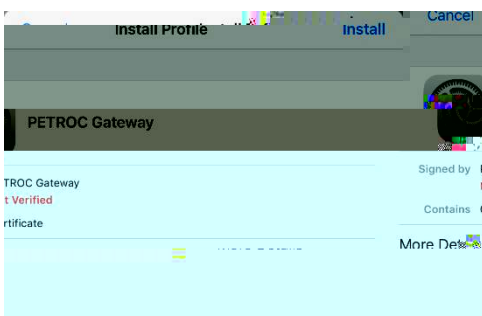 Cancel
Install Profile
Install
PETROC Gateway
Signed by
TROC Gateway
t Verified
Contains
rtificate
More De